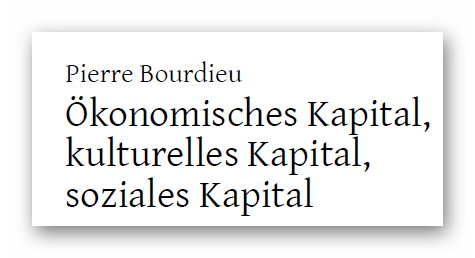 Pierre Bourdieu
Ökonomisches Kapital,
kulturelles Kapital,
soziales Kapital